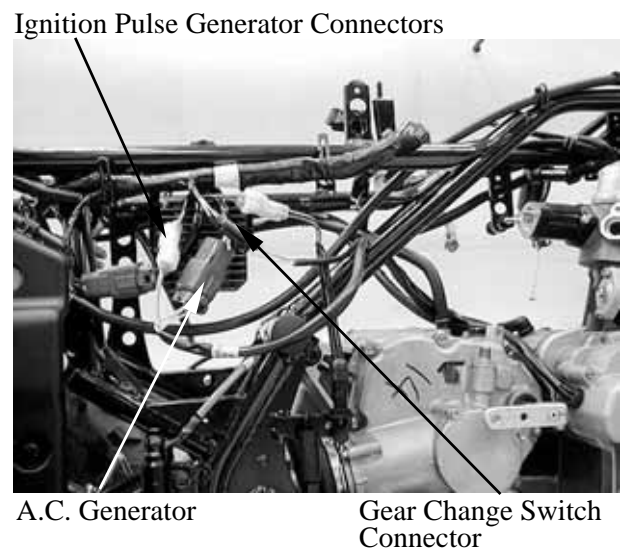 Ignition Pulse Generator Connectors
A.C. Generator
Gear Change Switch
Connector